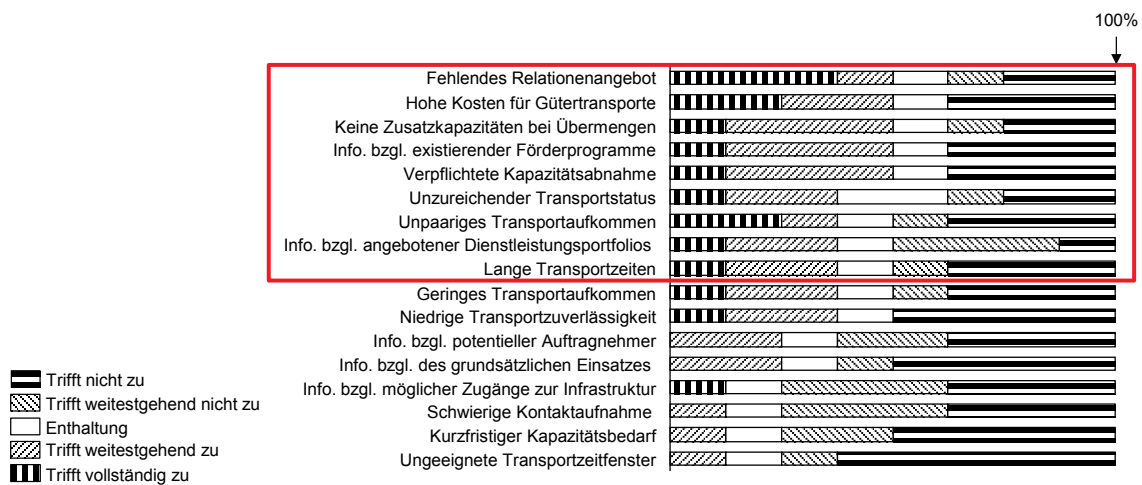 100%
Fehlendes Relationenangebot
Hohe Kosten für Gütertransporte
Keine Zusatzkapazitäten bei Übermengen
Info. bzgl. existierender Förderprogramme
Verpflichtete Kapazitätsabnahme
Unzureichender Transportstatus
Unpaariges Transportaufkommen
Info. bzgl. angebotener Dienstleistungsportfolios
Lange Transportzeiten
Geringes Transportaufkommen
Niedrige Transportzuverlässigkeit
Info. bzgl. potentieller Auftragnehmer
Info. bzgl. des grundsätzlichen Einsatzes
Info. bzgl. möglicher Zugänge zur Infrastruktur
Schwierige Kontaktaufnahme
Kurzfristiger Kapazitätsbedarf
Ungeeignete Transportzeitfenster
Trifft nicht zu
Trifft weitestgehend nicht zu
Enthaltung
Trifft weitestgehend zu
Trifft vollständig zu